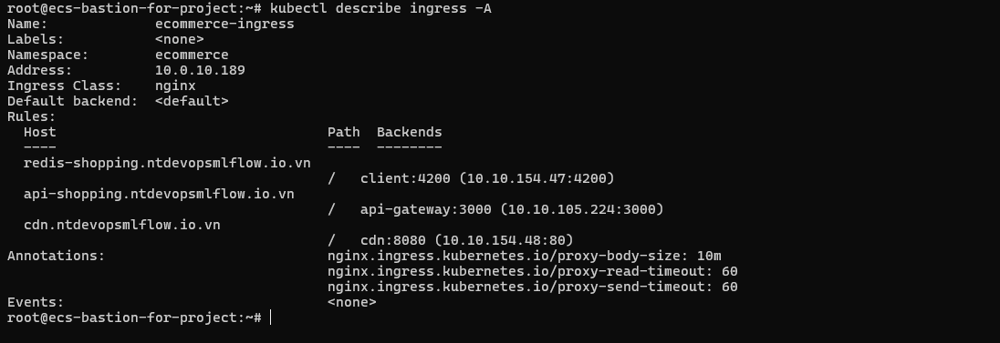 root@ecs-bastion-for-project:~# kubectl describe ingress -A
Name:             ecommerce-ingress
Labels:           <none>
Namespace:        ecommerce
Address:          10.0.10.189
Ingress Class:    nginx
Default backend:  <default>
Rules:
  Host                                  Path  Backends
  ----                                  ----  --------
  redis-shopping.ntdevopsmlflow.io.vn
                                        /   client:4200 (10.10.154.47:4200)
  api-shopping.ntdevopsmlflow.io.vn
                                        /   api-gateway:3000 (10.10.105.224:3000)
  cdn.ntdevopsmlflow.io.vn
                                        /   cdn:8080 (10.10.154.48:80)
Annotations:                            nginx.ingress.kubernetes.io/proxy-body-size: 10m
                                        nginx.ingress.kubernetes.io/proxy-read-timeout: 60
                                        nginx.ingress.kubernetes.io/proxy-send-timeout: 60
Events:                                 <none>
root@ecs-bastion-for-project:~#